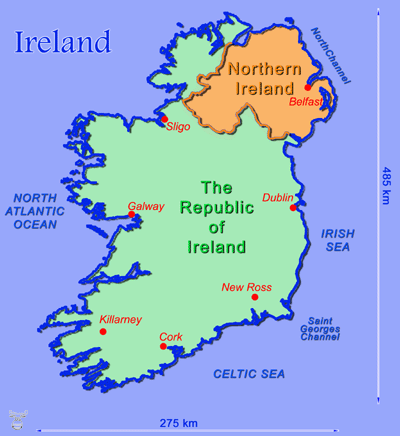 Ireland
North Channel
Northern
Ireland
Belfast
Sligo
NORTH
ATLANTIC
OCEAN
Galway
The
Republic
of
Ireland
Dublin
485 km
IRISH
SEA
New Ross
Killarney
Cork
Saint
Georges
Channel
CELTIC SEA
275 km